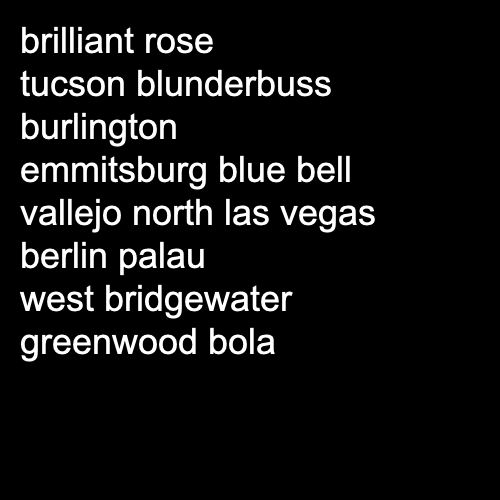 brilliant rose
tucson blunderbuss
burlington
emmitsburg blue bell
vallejo north las vegas
berlin palau
west bridgewater
greenwood bola